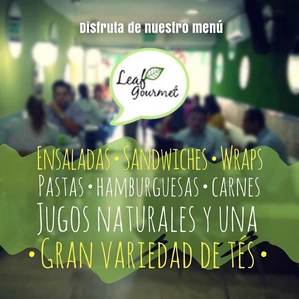 Disfruta de nuestro menú
Leaf
Gourmet
Ensaladas • Sandwiches • Wraps
Pastas • Hamburguesas • Carnes
Jugos naturales y una
• Gran variedad de tés •